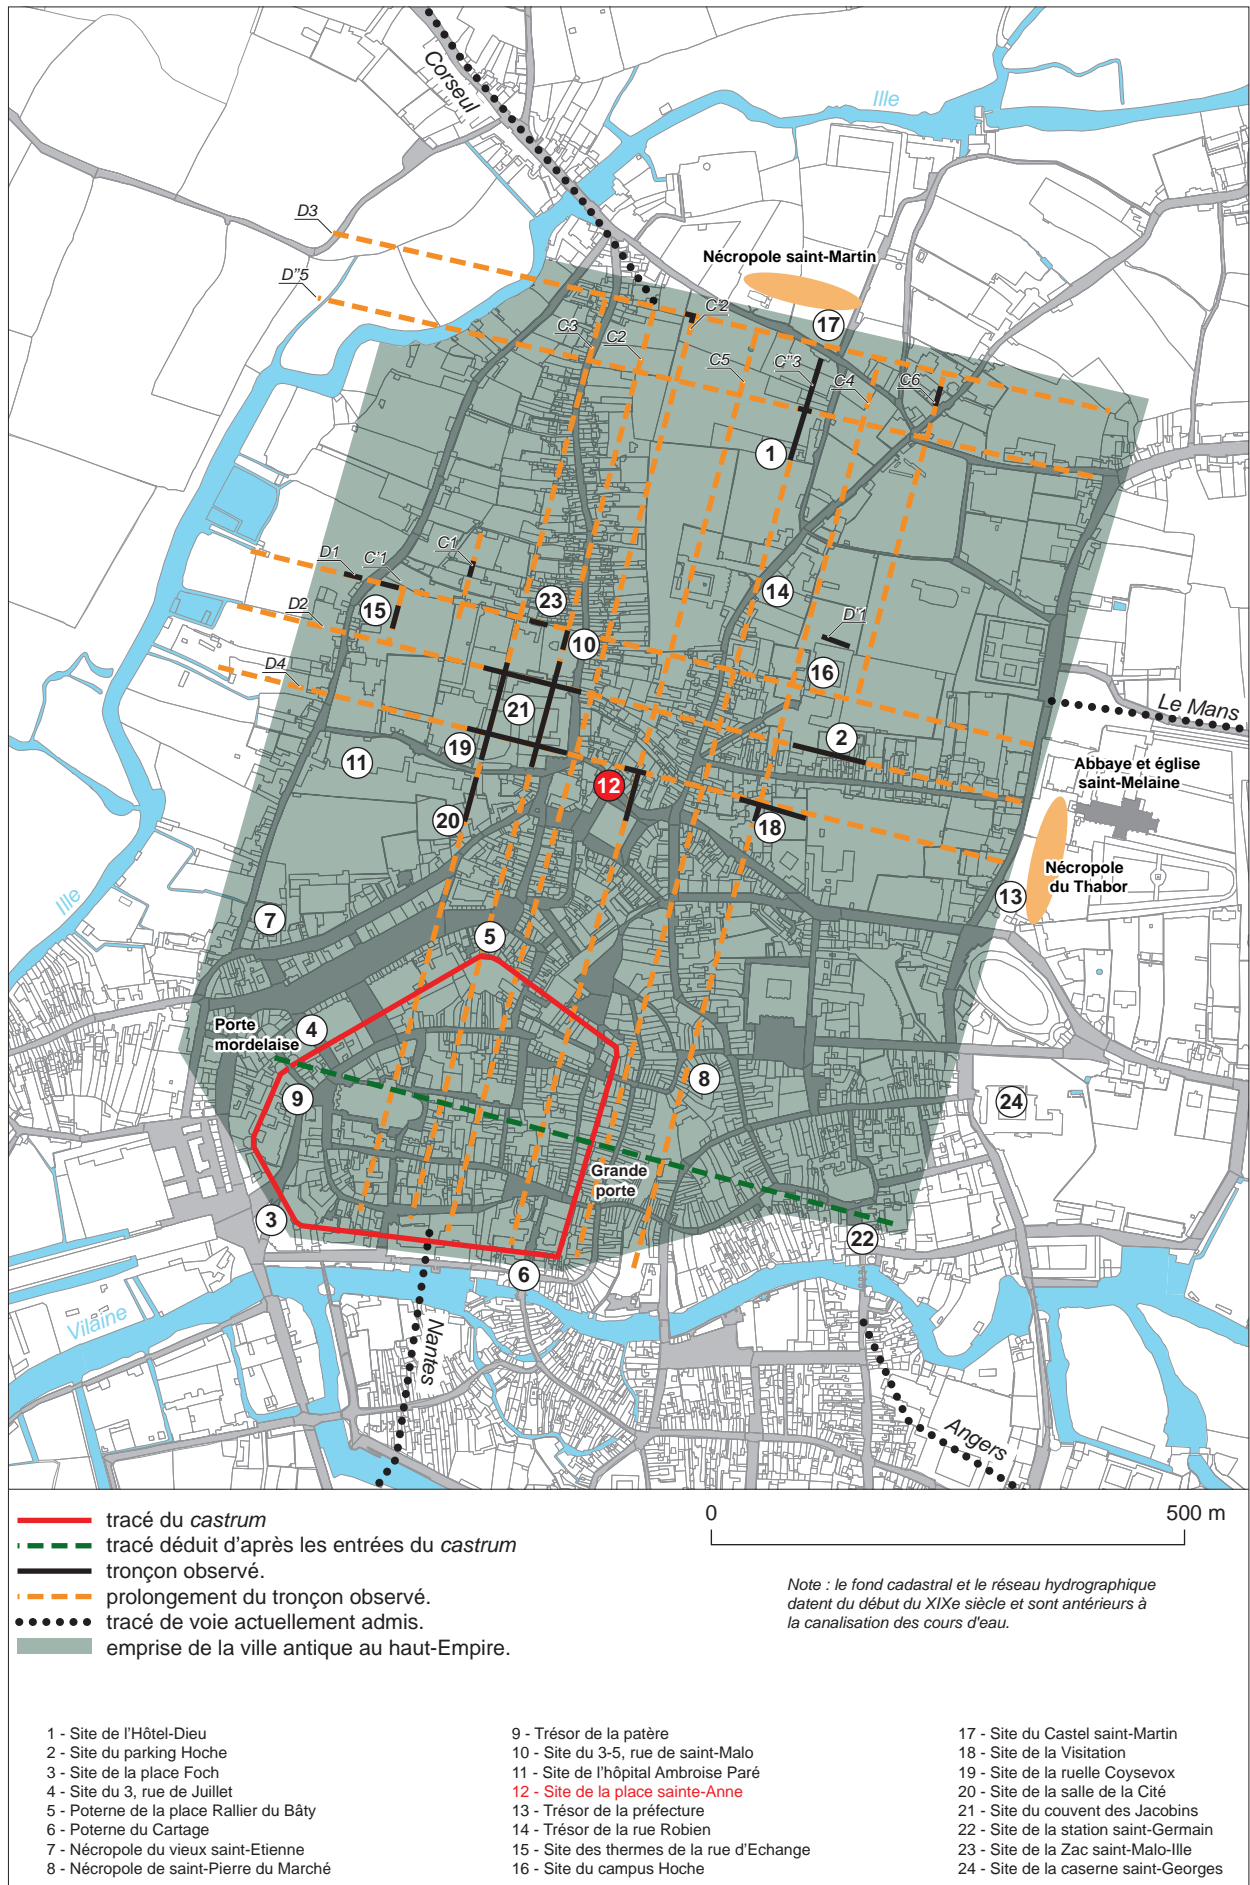 Corseul
Ille
D3
D"5
Nécropole saint-Martin
17
C3
C2
C'2
C5
C"3
C4
C6
1
D1
C'1
C1
23
15
14
D2
10
D'1
D4
16
21
Le Mans
19
2
11
Abbaye et église
saint-Melaine
12
20
18
Nécropole
du Thabor
13
Ille
7
5
Porte
mordelaise
4
8
9
24
Grande
porte
3
22
6
Vilaine
Nantes
Angers
tracé du castrum
tracé déduit d'après les entrées du castrum
tronçon observé.
prolongement du tronçon observé.
tracé de voie actuellement admis.
emprise de la ville antique au haut-Empire.
0 500 m
Note : le fond cadastral et le réseau hydrographique
datent du début du XIXe siècle et sont antérieurs à
la canalisation des cours d'eau.
1 - Site de l'Hôtel-Dieu
2 - Site du parking Hoche
3 - Site de la place Foch
4 - Site du 3, rue de Juillet
5 - Poterne de la place Rallier du Bâty
6 - Poterne du Cartage
7 - Nécropole du vieux saint-Etienne
8 - Nécropole de saint-Pierre du Marché
9 - Trésor de la patère
10 - Site du 3-5, rue de saint-Malo
11 - Site de l'hôpital Ambroise Paré
12 - Site de la place sainte-Anne
13 - Trésor de la préfecture
14 - Trésor de la rue Robien
15 - Site des thermes de la rue d'Echange
16 - Site du campus Hoche
17 - Site du Castel saint-Martin
18 - Site de la Visitation
19 - Site de la ruelle Coysevox
20 - Site de la salle de la Cité
21 - Site du couvent des Jacobins
22 - Site de la station saint-Germain
23 - Site de la Zac saint-Malo-Ille
24 - Site de la caserne saint-Georges